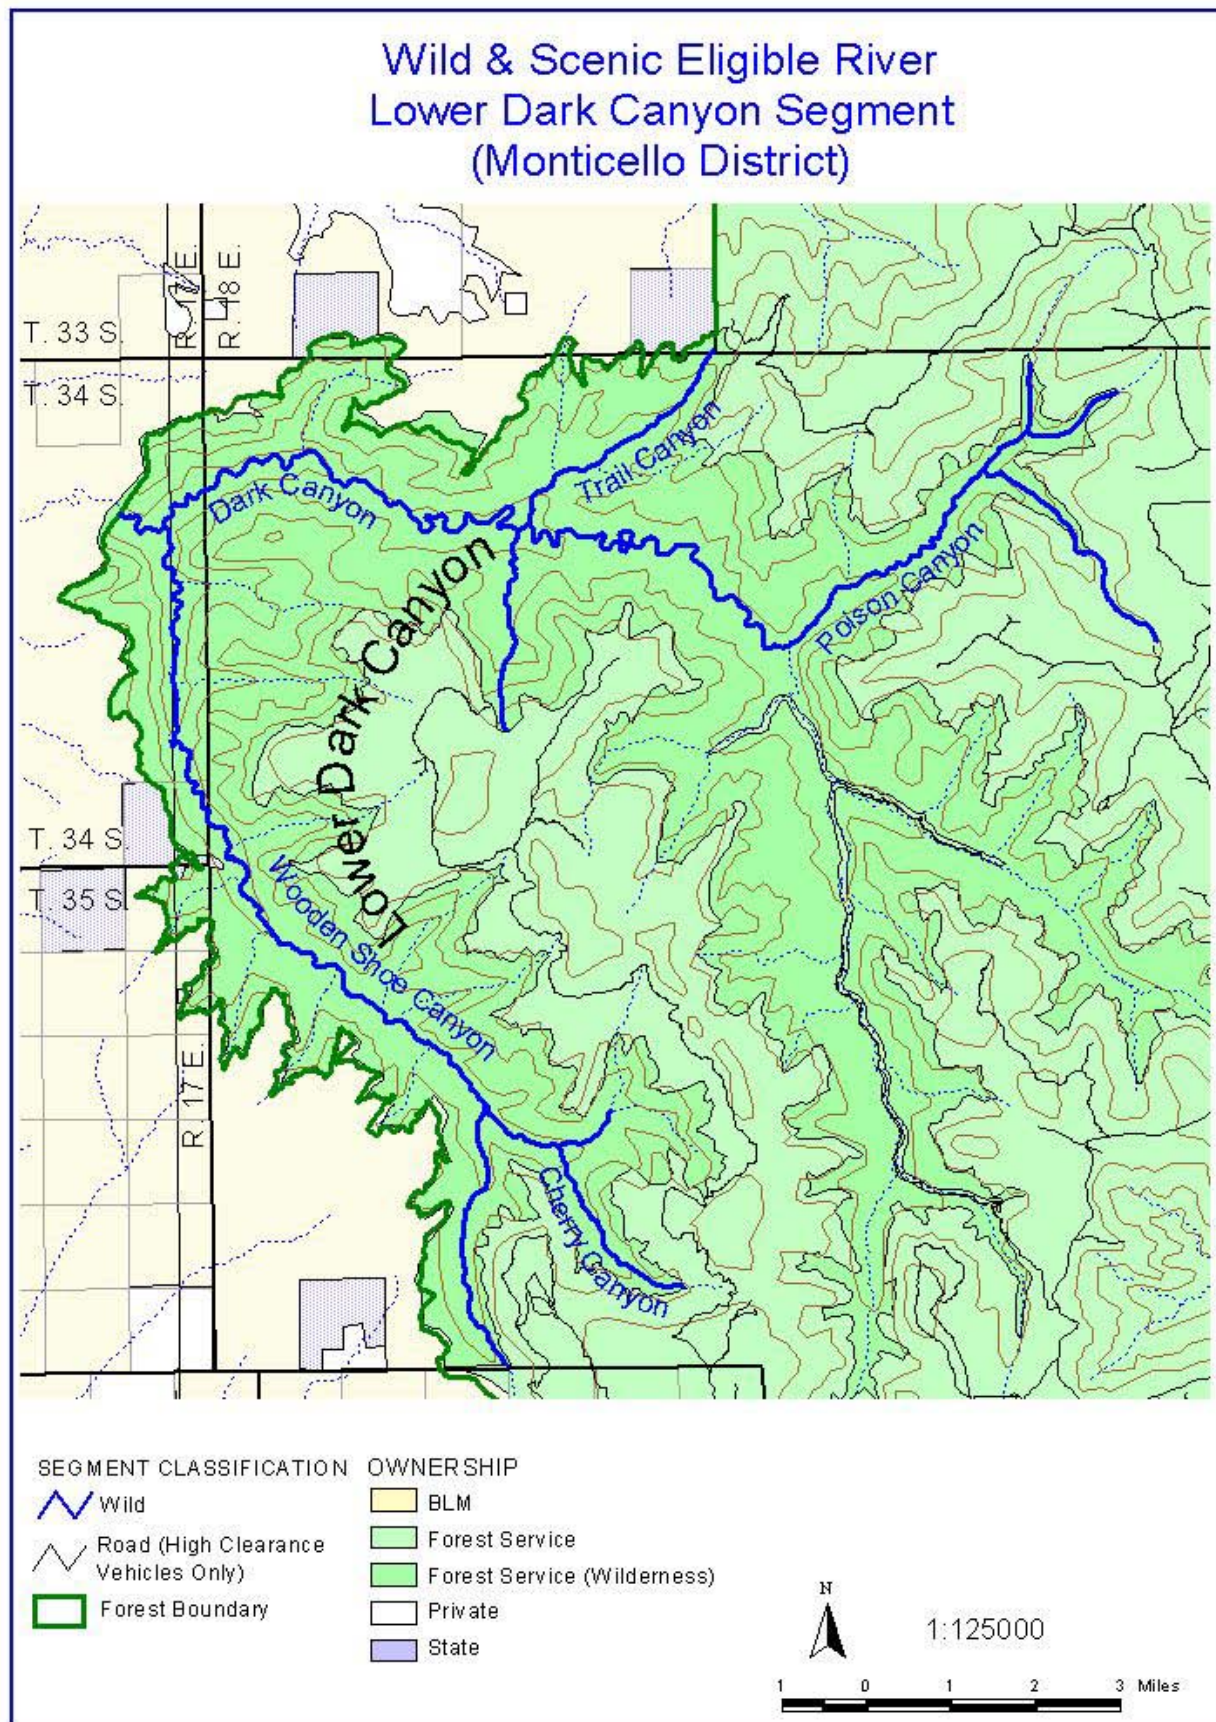 Wild & Scenic Eligible River
Lower Dark Canyon Segment
(Monticello District)
R. 17 E.
R. 18 E.
T. 33 S.
T. 34 S.
Trail Canyon
Dark Canyon
Poison Canyon
Lower Dark Canyon
T. 34 S.
T. 35 S.
Wooden Shoe Canyon
R 17 E.
Cherry Canyon
SEGMENT CLASSIFICATION
Wild
Road (High Clearance
Vehicles Only)
Forest Boundary
OWNERSHIP
BLM
Forest Service
Forest Service (Wilderness)
Private
State
N
1:125000
1 0 1 2 3 Miles